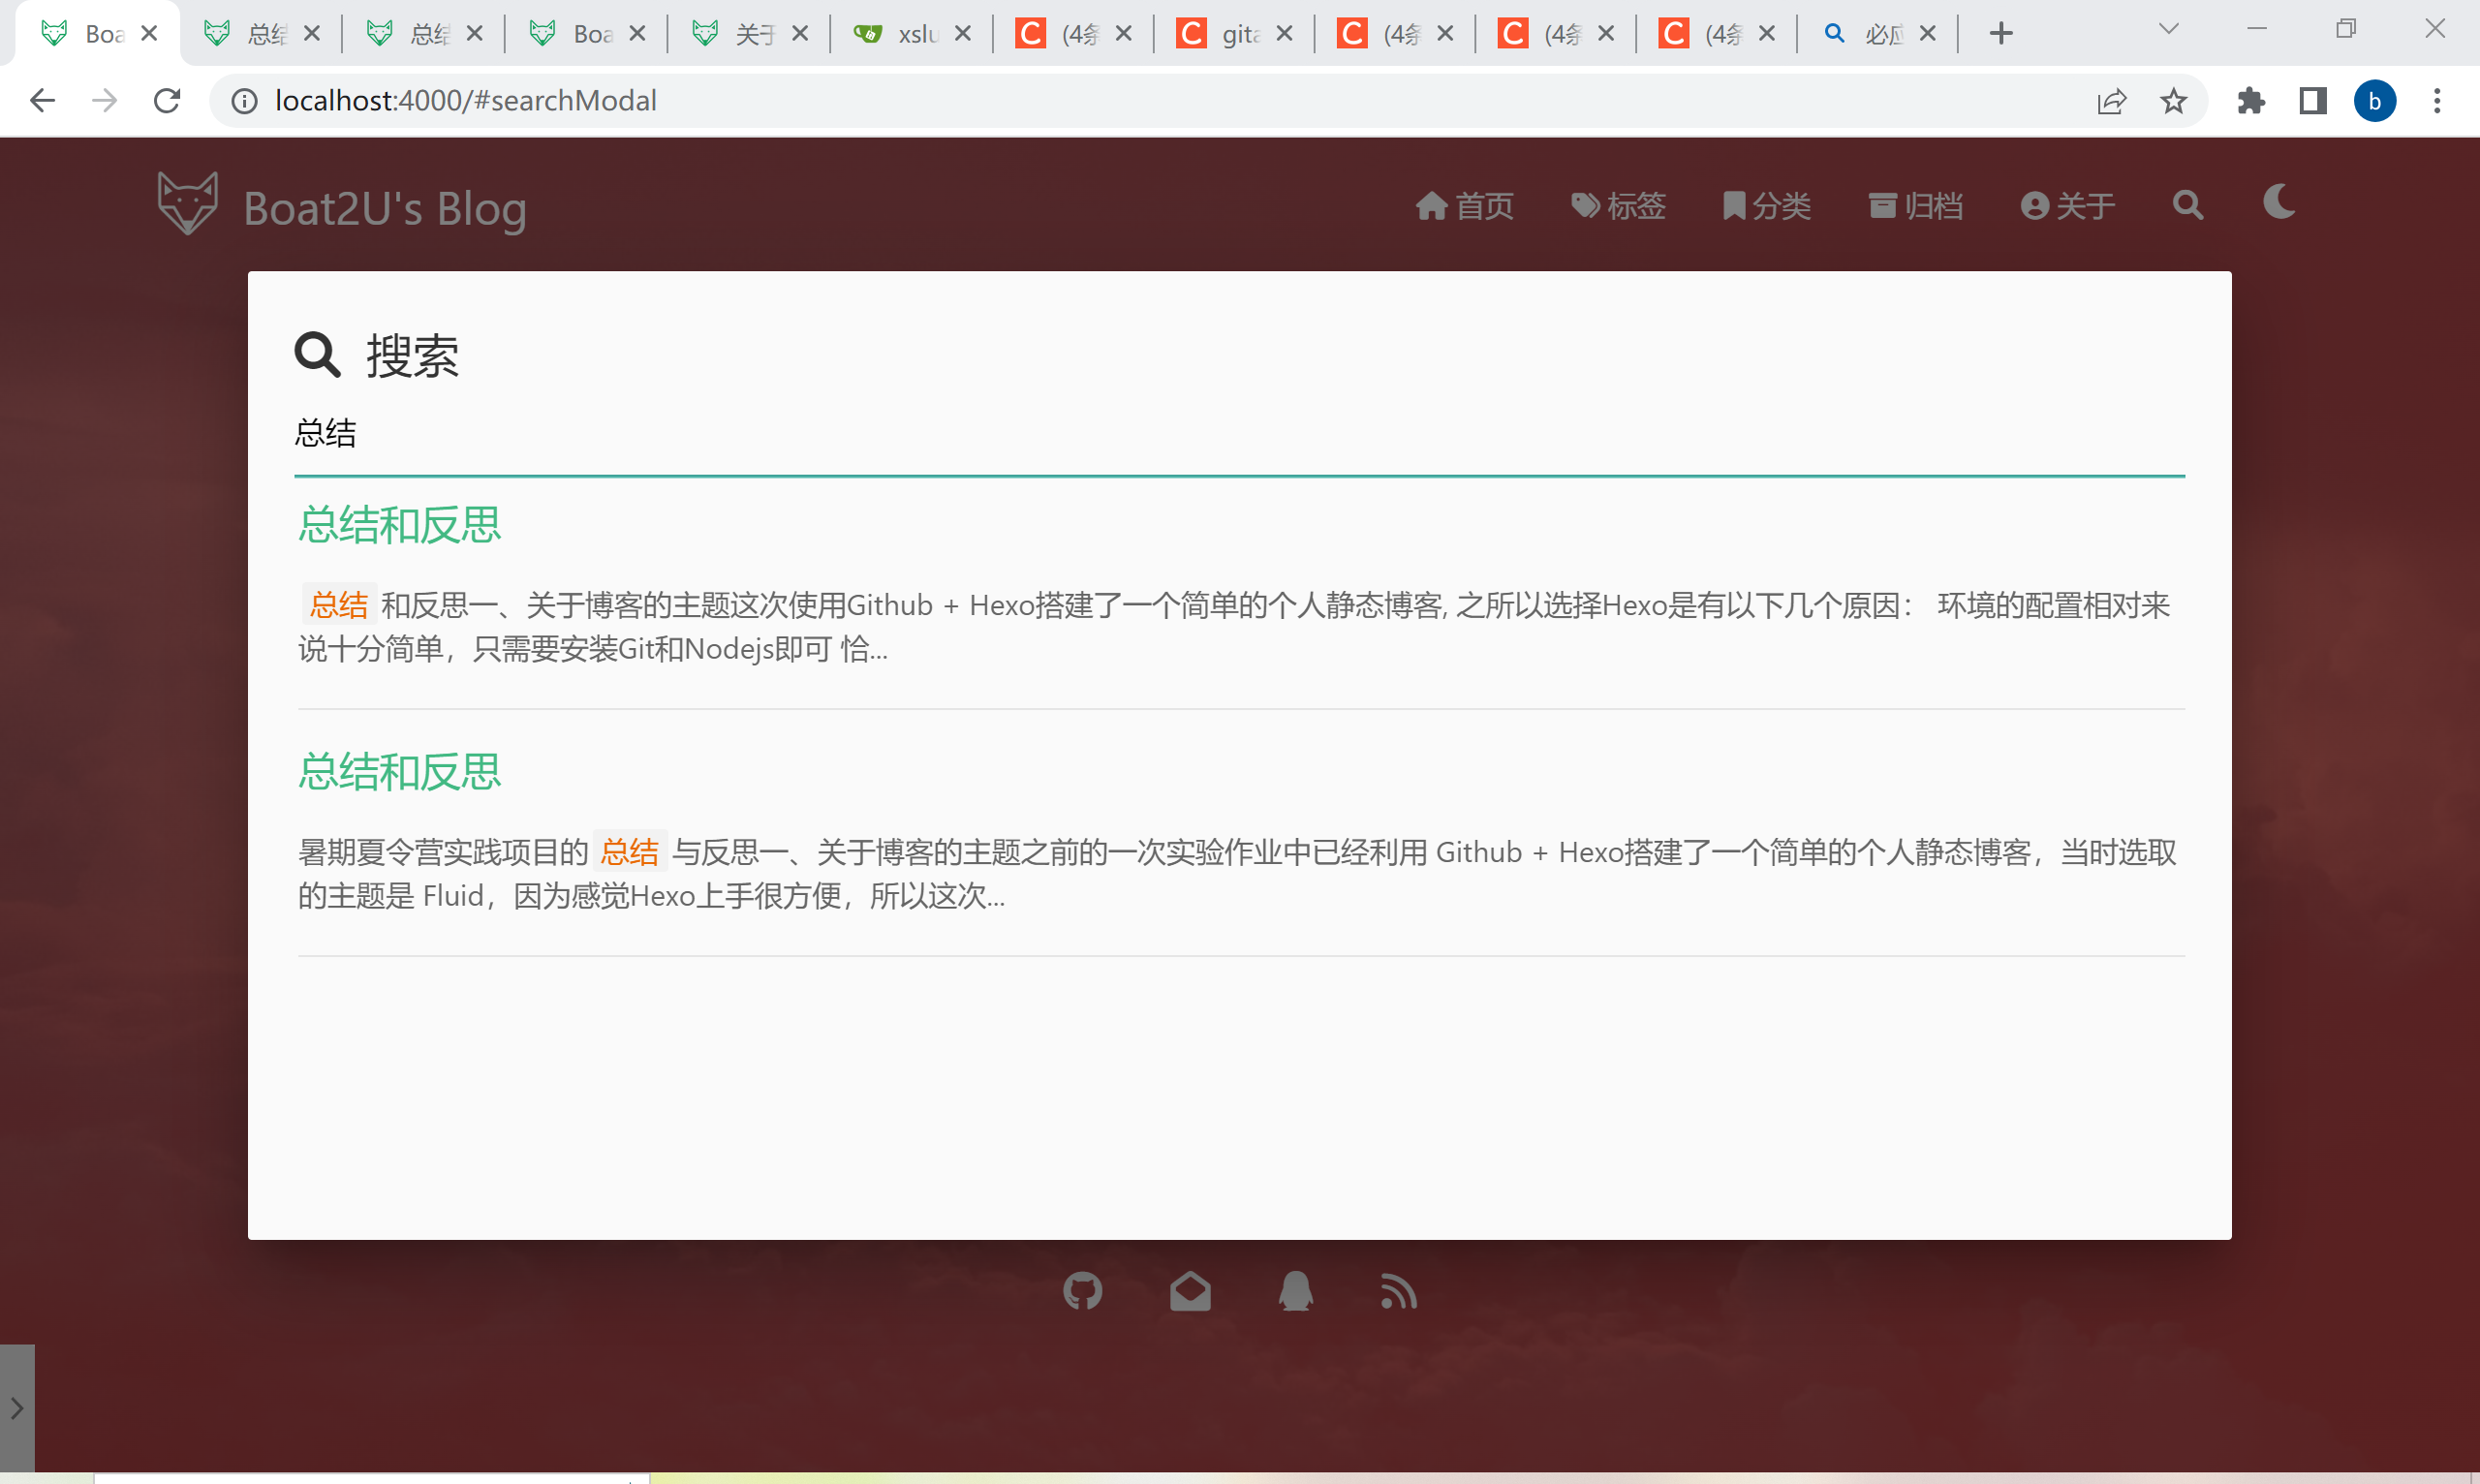 Boa
总结
总结
Boa
关于
xslu
(4条
gita
(4条
(4条
(4条
必应
localhost:4000/#searchModal
b
Boat2U's Blog
首页
标签
分类
归档
关于
搜索
总结
总结和反思
总结 和反思一、关于博客的主题这次使用Github + Hexo搭建了一个简单的个人静态博客, 之所以选择Hexo是有以下几个原因： 环境的配置相对来
说十分简单，只需要安装Git和Nodejs即可 恰...
总结和反思
暑期夏令营实践项目的 总结 与反思一、关于博客的主题之前的一次实验作业中已经利用 Github + Hexo搭建了一个简单的个人静态博客，当时选取
的主题是 Fluid，因为感觉Hexo上手很方便，所以这次...